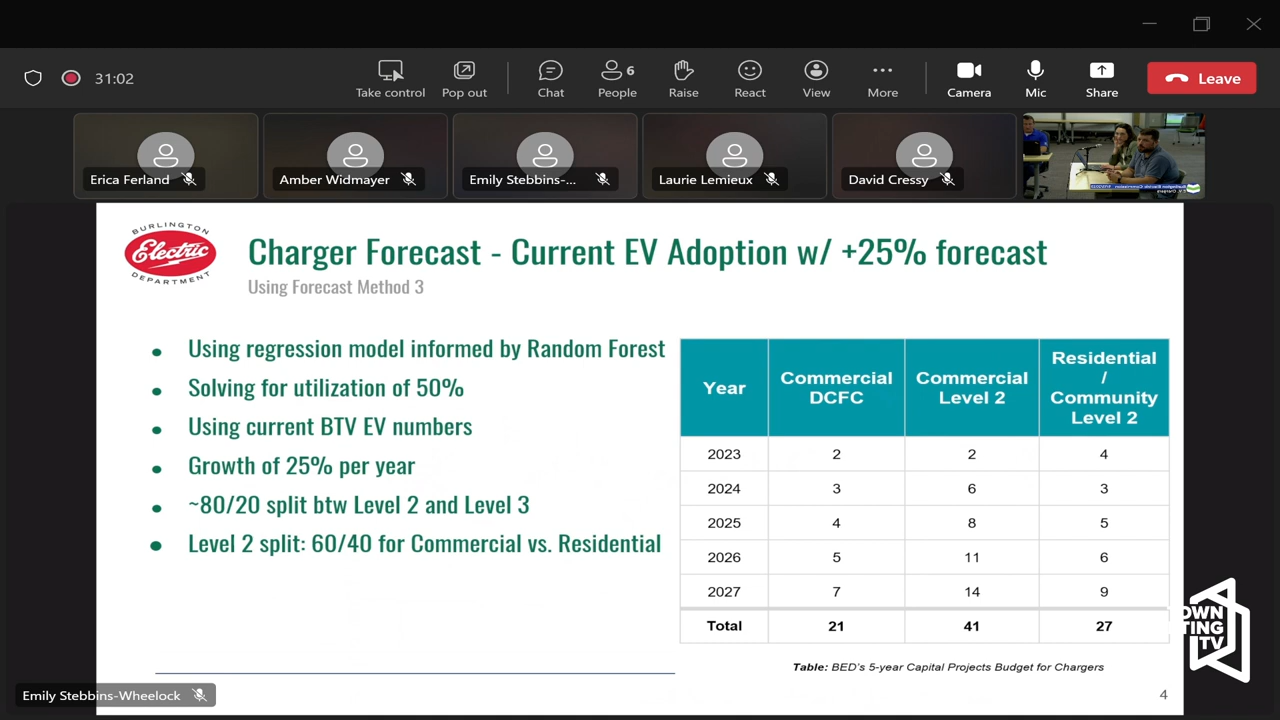 31:02
Take control
Pop out
Chat
6
People
Raise
React
View
More
Camera
Mic
Share
Leave
Erica Ferland
Amber Widmayer
Emily Stebbins-...
Laurie Lemieux
David Cressy
BURLINGTON
Electric
DEPARTMENT
Charger Forecast - Current EV Adoption w/ +25% forecast
Using Forecast Method 3
• Using regression model informed by Random Forest
• Solving for utilization of 50%
• Using current BTV EV numbers
• Growth of 25% per year
• ~80/20 split btw Level 2 and Level 3
• Level 2 split: 60/40 for Commercial vs. Residential
Year Commercial DCFC Commercial Level 2 Residential / Community Level 2
2023 2 2 4
2024 3 6 3
2025 4 8 5
2026 5 11 6
2027 7 14 9
Total 21 41 27
Table: BED's 5-year Capital Projects Budget for Chargers
4
Emily Stebbins-Wheelock
OWN
TING
TV